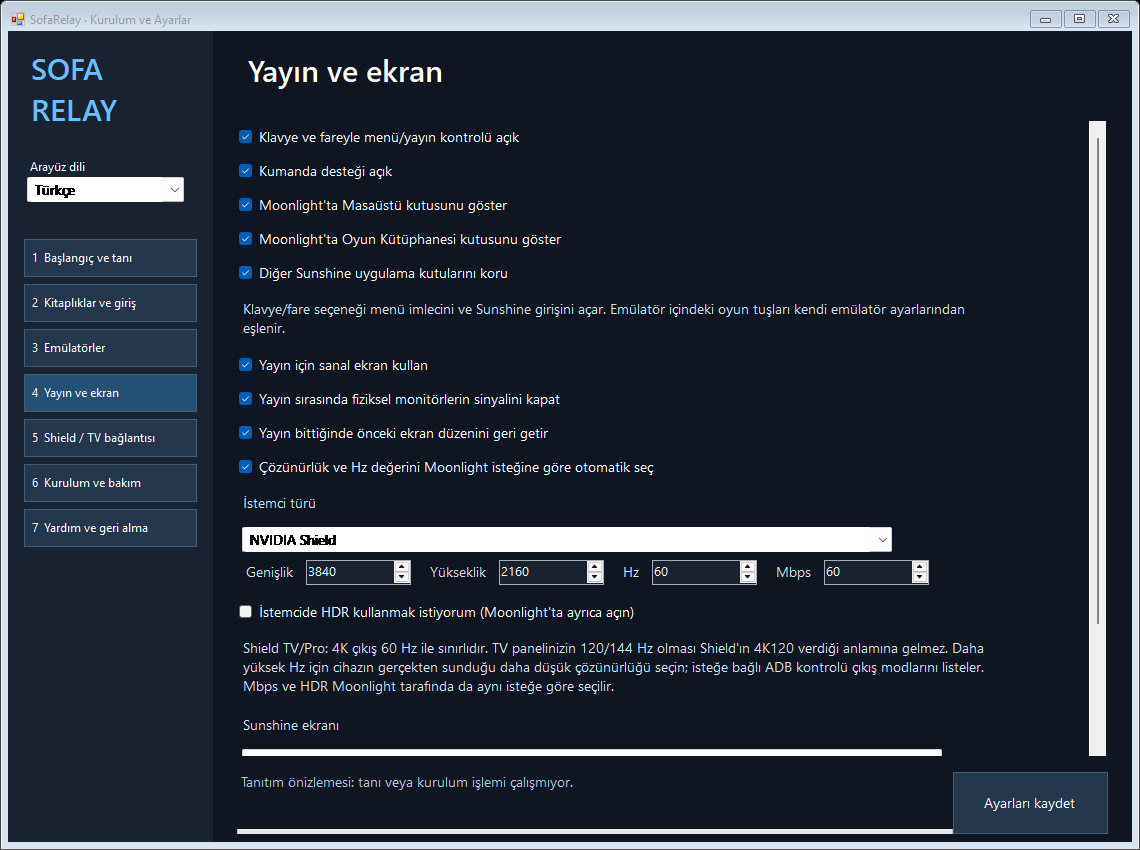 SofaRelay - Kurulum ve Ayarlar
SOFA
RELAY
Arayüz dili
Türkçe
1 Başlangıç ve tanı
2 Kitaplıklar ve giriş
3 Emülatörler
4 Yayın ve ekran
5 Shield / TV bağlantısı
6 Kurulum ve bakım
7 Yardım ve geri alma
Yayın ve ekran
Klavye ve fareyle menü/yayın kontrolü açık
Kumanda desteği açık
Moonlight'ta Masaüstü kutusunu göster
Moonlight'ta Oyun Kütüphanesi kutusunu göster
Diğer Sunshine uygulama kutularını koru
Klavye/fare seçeneği menü imlecini ve Sunshine girişini açar. Emülatör içindeki oyun tuşları kendi emülatör ayarlarından
eşlenir.
Yayın için sanal ekran kullan
Yayın sırasında fiziksel monitörlerin sinyalini kapat
Yayın bittiğinde önceki ekran düzenini geri getir
Çözünürlük ve Hz değerini Moonlight isteğine göre otomatik seç
İstemci türü
NVIDIA Shield
Genişlik 3840 Yükseklik 2160 Hz 60 Mbps 60
İstemcide HDR kullanmak istiyorum (Moonlight'ta ayrıca açın)
Shield TV/Pro: 4K çıkış 60 Hz ile sınırlıdır. TV panelinizin 120/144 Hz olması Shield'ın 4K120 verdiği anlamına gelmez. Daha
yüksek Hz için cihazın gerçekten sunduğu daha düşük çözünürlüğü seçin; isteğe bağlı ADB kontrolü çıkış modlarını listeler.
Mbps ve HDR Moonlight tarafında da aynı isteğe göre seçilir.
Sunshine ekranı
Tanıtım önizlemesi: tanı veya kurulum işlemi çalışmıyor.
Ayarları kaydet